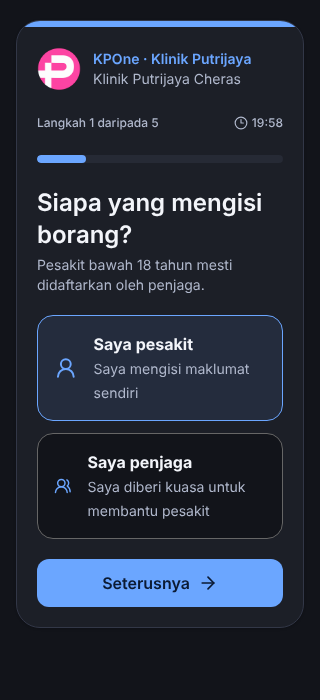 KPOne · Klinik Putrijaya
Klinik Putrijaya Cheras
Langkah 1 daripada 5
19:58
Siapa yang mengisi
borang?
Pesakit bawah 18 tahun mesti
didaftarkan oleh penjaga.
Saya pesakit
Saya mengisi maklumat
sendiri
Saya penjaga
Saya diberi kuasa untuk
membantu pesakit
Seterusnya